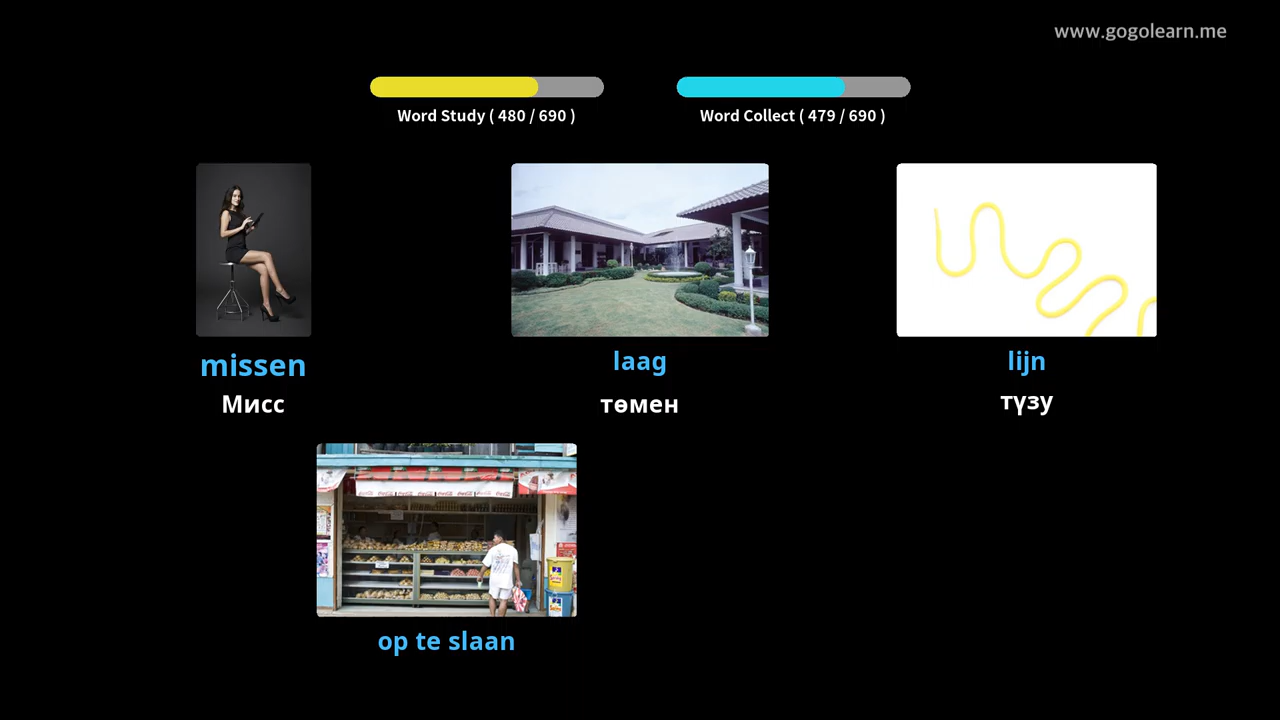 www.gogolearn.me
Word Study ( 480 / 690 )
Word Collect ( 479 / 690 )
missen
laag
lijn
Мисс
төмен
түзу
op te slaan